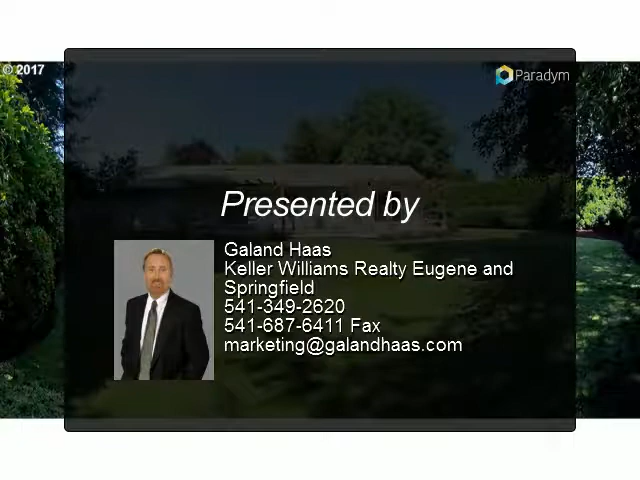 © 2017
Paradym
Presented by
Galand Haas
Keller Williams Realty Eugene and
Springfield
541-349-2620
541-687-6411 Fax
marketing@galandhaas.com